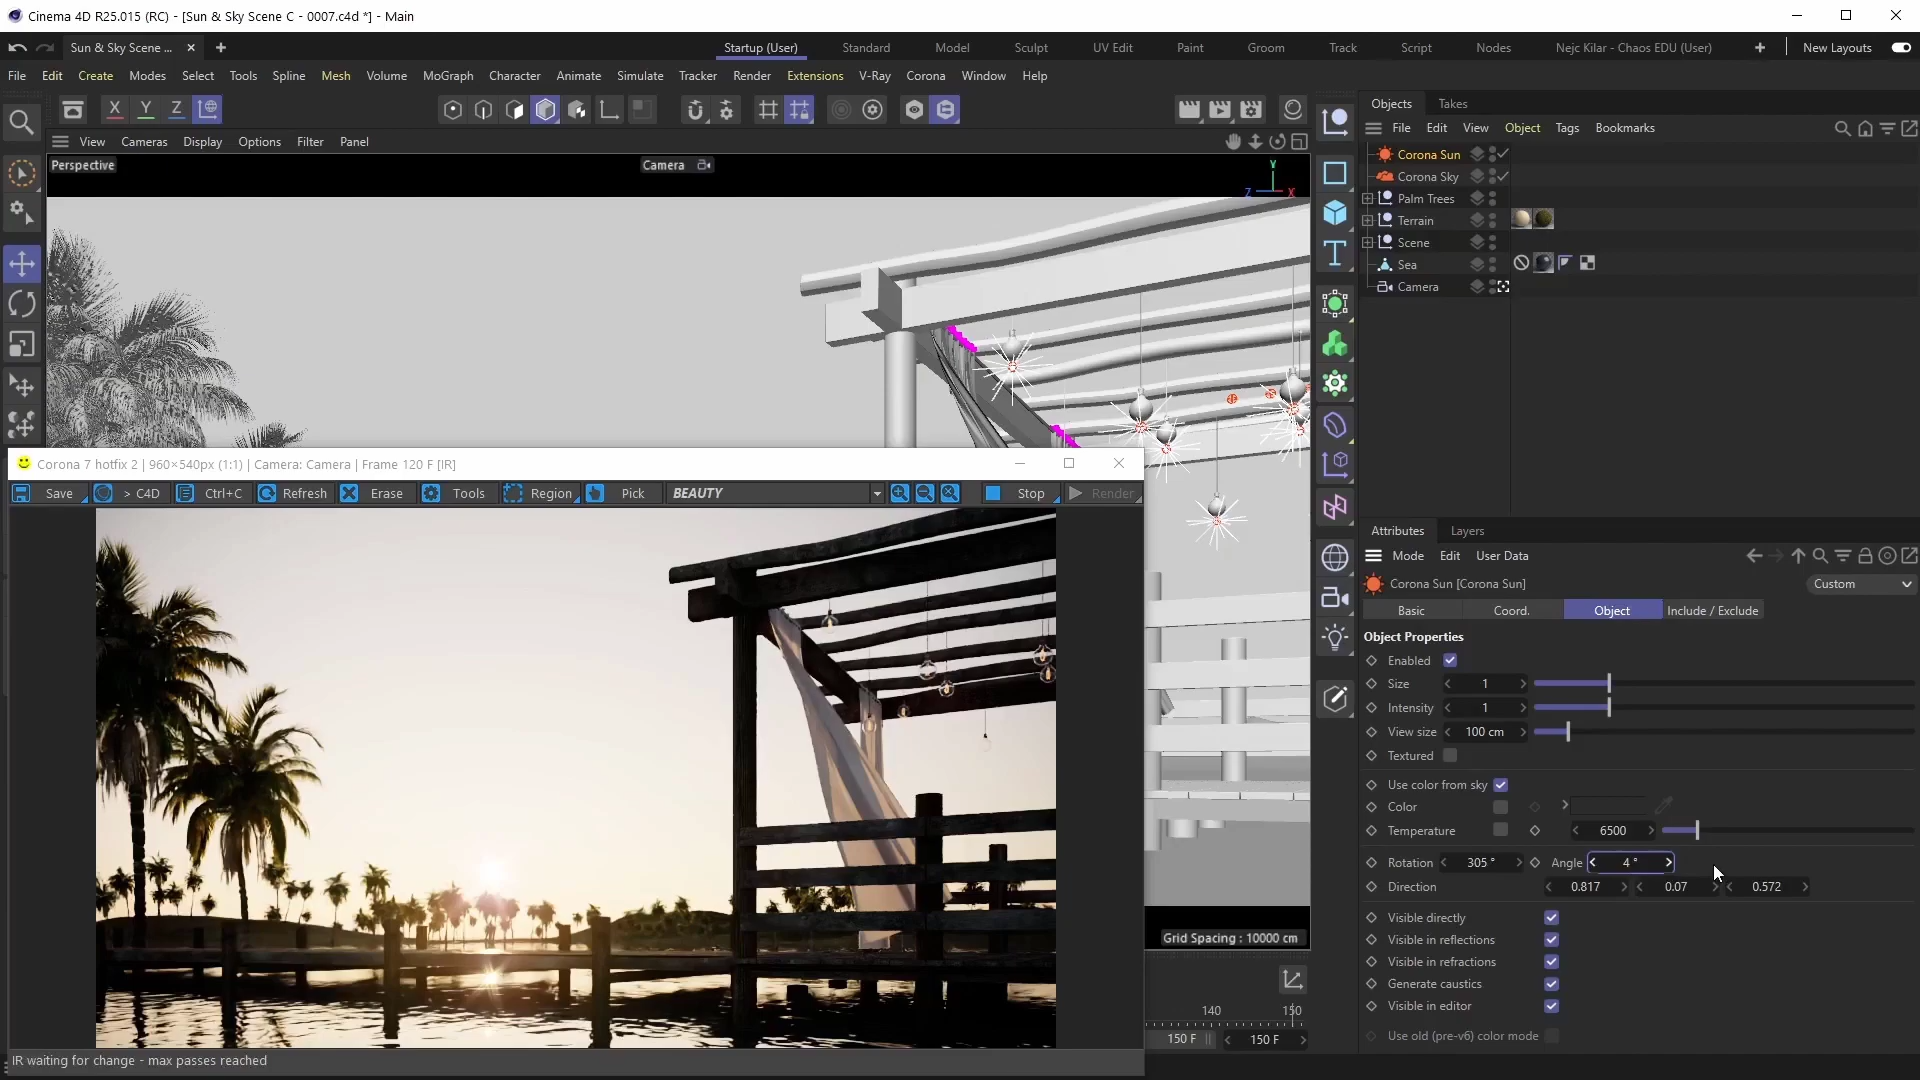 Cinema 4D R25.015 (RC) - [Sun & Sky Scene C - 0007.c4d *] - Main
Sun & Sky Scene ...
Startup (User) Standard Model Sculpt UV Edit Paint Groom Track Script Nodes Nejc Kilar - Chaos EDU (User) New Layouts
File Edit Create Modes Select Tools Spline Mesh Volume MoGraph Character Animate Simulate Tracker Render Extensions V-Ray Corona Window Help
X Y Z
Objects Takes
File Edit View Object Tags Bookmarks
View Cameras Display Options Filter Panel
Perspective
Camera
Y
Z X
Corona Sun
Corona Sky
Palm Trees
Terrain
Scene
Sea
Camera
Corona 7 hotfix 2 | 960×540px (1:1) | Camera: Camera | Frame 120 F [IR]
Save > C4D Ctrl+C Refresh Erase Tools Region Pick BEAUTY Stop Render
Grid Spacing : 10000 cm
140 150
150 F 150 F
IR waiting for change - max passes reached
Attributes Layers
Mode Edit User Data
Corona Sun [Corona Sun] Custom
Basic Coord. Object Include / Exclude
Object Properties
Enabled
Size 1
Intensity 1
View size 100 cm
Textured
Use color from sky
Color
Temperature 6500
Rotation 305 ° Angle 4 °
Direction 0.817 0.07 0.572
Visible directly
Visible in reflections
Visible in refractions
Generate caustics
Visible in editor
Use old (pre-v6) color mode